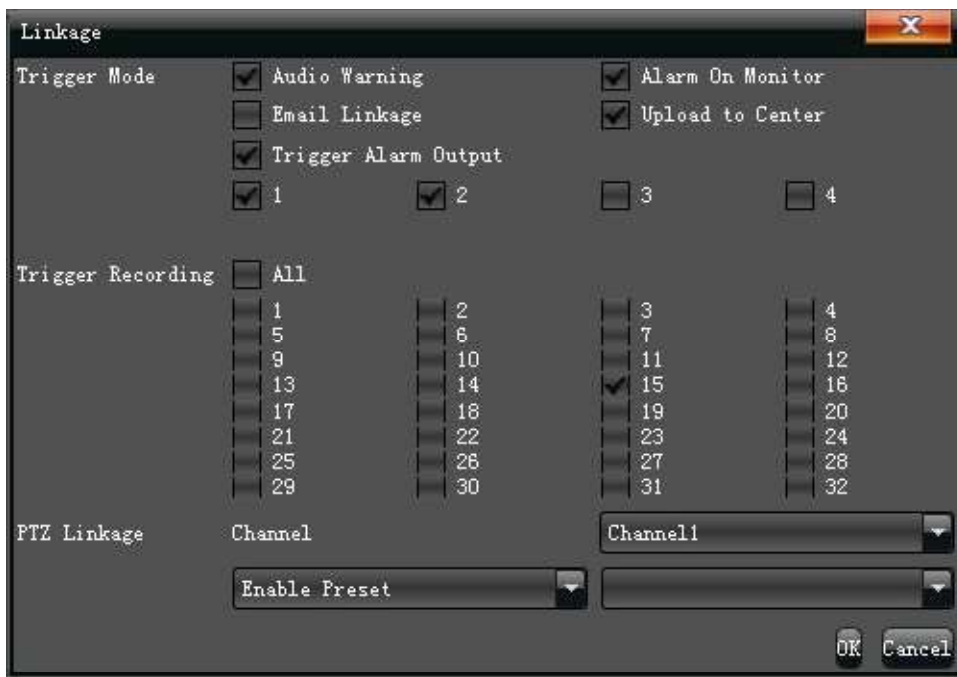 Linkage
Trigger Mode Audio Warning Alarm On Monitor
Email Linkage Upload to Center
Trigger Alarm Output
1 2 3 4
Trigger Recording All
1 2 3 4
5 6 7 8
9 10 11 12
13 14 15 16
17 18 19 20
21 22 23 24
25 26 27 28
29 30 31 32
PTZ Linkage Channel Channel1
Enable Preset
OK Cancel